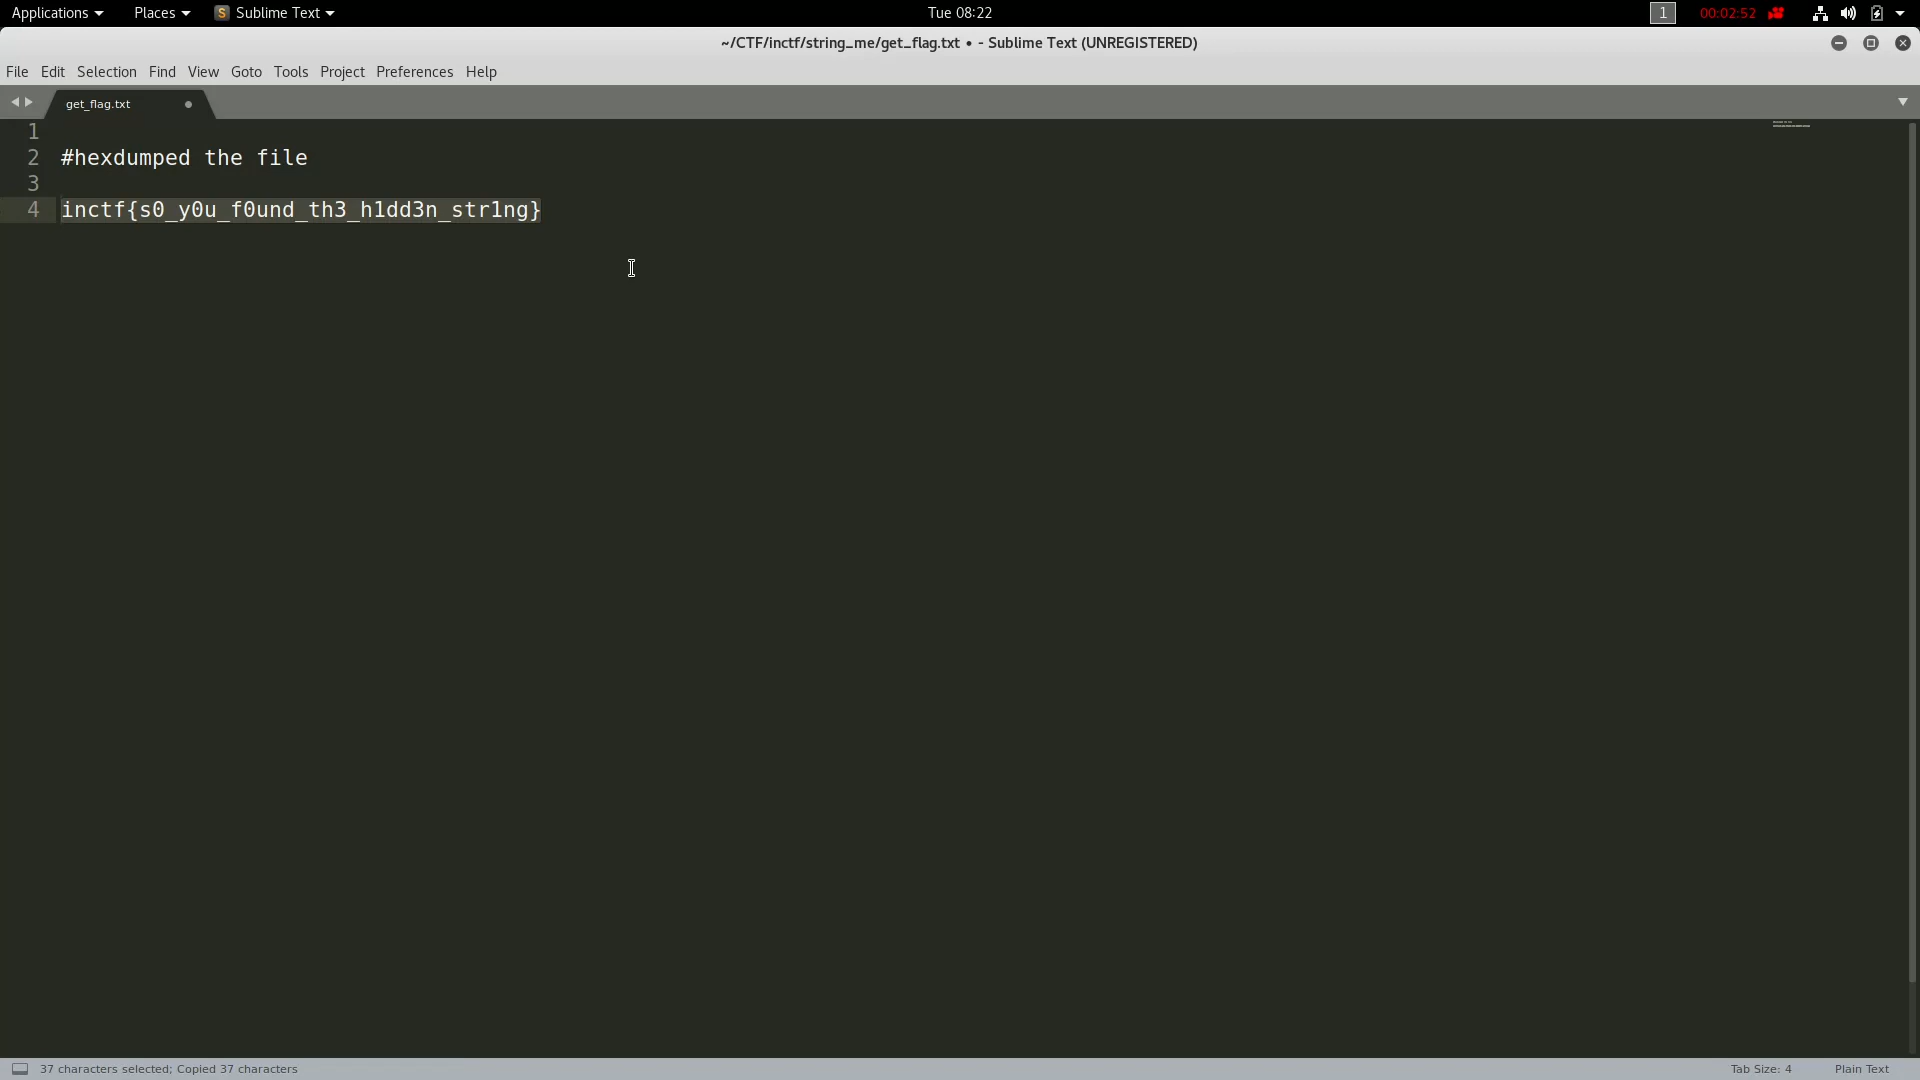 Applications Places Sublime Text Tue 08:22 1 00:02:52
~/CTF/inctf/string_me/get_flag.txt • - Sublime Text (UNREGISTERED)
File Edit Selection Find View Goto Tools Project Preferences Help
get_flag.txt
1
2 #hexdumped the file
3
4 inctf{s0_y0u_f0und_th3_h1dd3n_str1ng}
37 characters selected; Copied 37 characters Tab Size: 4 Plain Text